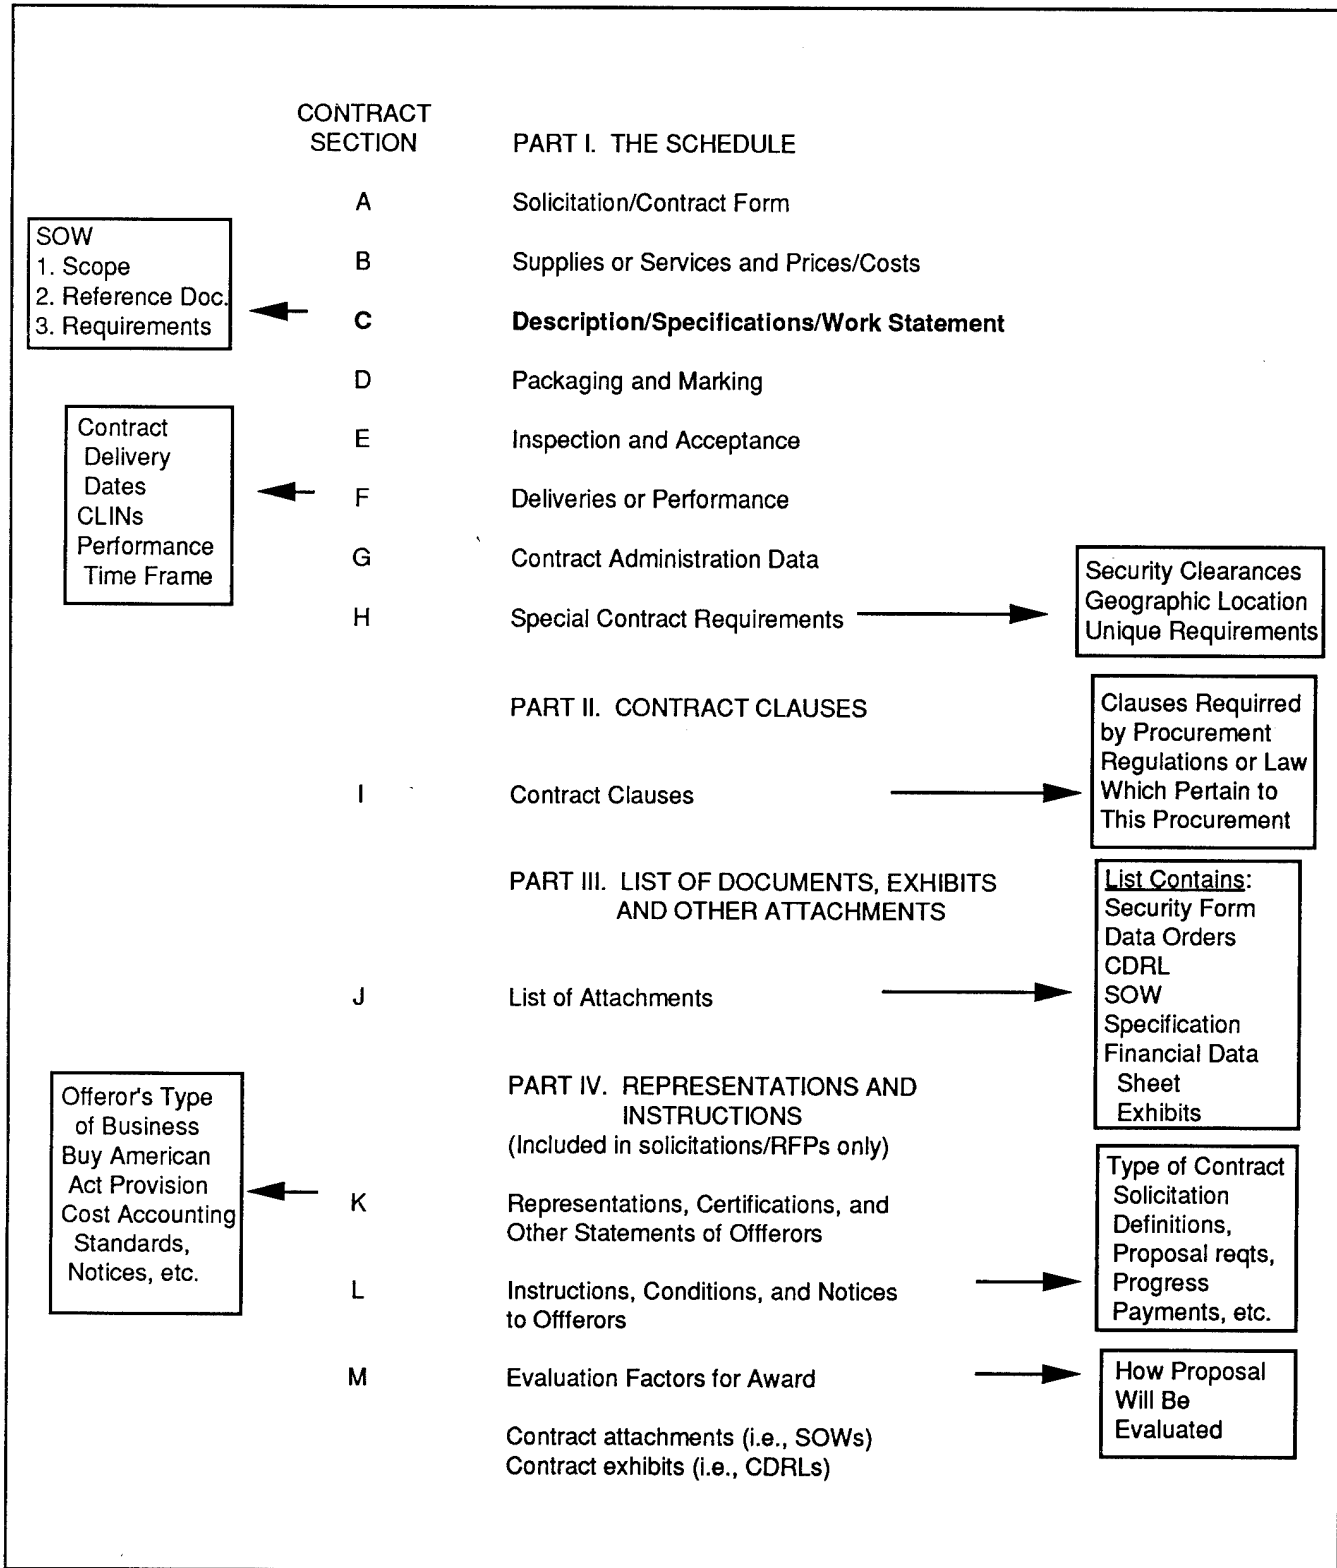 CONTRACT
SECTION
PART I. THE SCHEDULE
A Solicitation/Contract Form
SOW
1. Scope
2. Reference Doc.
3. Requirements
B Supplies or Services and Prices/Costs
C Description/Specifications/Work Statement
D Packaging and Marking
Contract
Delivery
Dates
CLINs
Performance
Time Frame
E Inspection and Acceptance
F Deliveries or Performance
G Contract Administration Data
H Special Contract Requirements
Security Clearances
Geographic Location
Unique Requirements
PART II. CONTRACT CLAUSES
I Contract Clauses
Clauses Requirred
by Procurement
Regulations or Law
Which Pertain to
This Procurement
PART III. LIST OF DOCUMENTS, EXHIBITS
AND OTHER ATTACHMENTS
J List of Attachments
List Contains:
Security Form
Data Orders
CDRL
SOW
Specification
Financial Data
Sheet
Exhibits
PART IV. REPRESENTATIONS AND
INSTRUCTIONS
(Included in solicitations/RFPs only)
Offeror's Type
of Business
Buy American
Act Provision
Cost Accounting
Standards,
Notices, etc.
K Representations, Certifications, and
Other Statements of Offferors
L Instructions, Conditions, and Notices
to Offferors
Type of Contract
Solicitation
Definitions,
Proposal reqts,
Progress
Payments, etc.
M Evaluation Factors for Award
How Proposal
Will Be
Evaluated
Contract attachments (i.e., SOWs)
Contract exhibits (i.e., CDRLs)